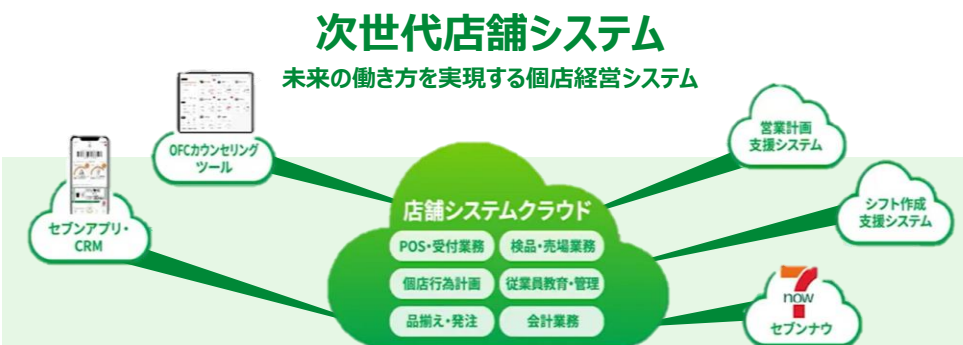 次世代店舗システム
未来の働き方を実現する個店経営システム
OFCカウンセリング
ツール
セブンアプリ・
CRM
営業計画
支援システム
シフト作成
支援システム
7
now
セブンナウ
店舗システムクラウド
POS・受付業務
検品・売場業務
個店行為計画
従業員教育・管理
品揃え・発注
会計業務